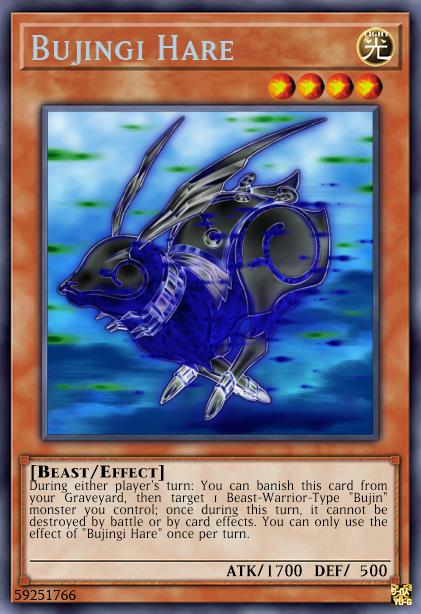 Bujingi Hare
LIGHT
光
[Beast/Effect]
During either player's turn: You can banish this card from
your Graveyard, then target 1 Beast-Warrior-Type "Bujin"
monster you control; once during this turn, it cannot be
destroyed by battle or by card effects. You can only use the
effect of "Bujingi Hare" once per turn.
ATK/1700 DEF/ 500
59251766